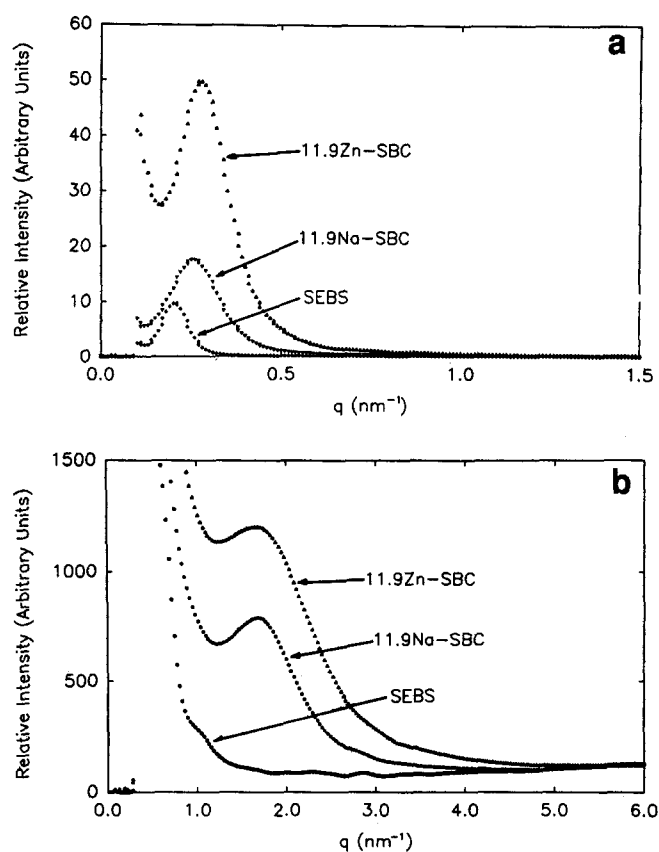 a
Relative Intensity (Arbitrary Units)
60
50
40
30
20
10
0
11.9Zn-SBC
11.9Na-SBC
SEBS
0.0 0.5 1.0 1.5
q (nm⁻¹)
b
Relative Intensity (Arbitrary Units)
1500
1000
500
0
11.9Zn-SBC
11.9Na-SBC
SEBS
0.0 1.0 2.0 3.0 4.0 5.0 6.0
q (nm⁻¹)